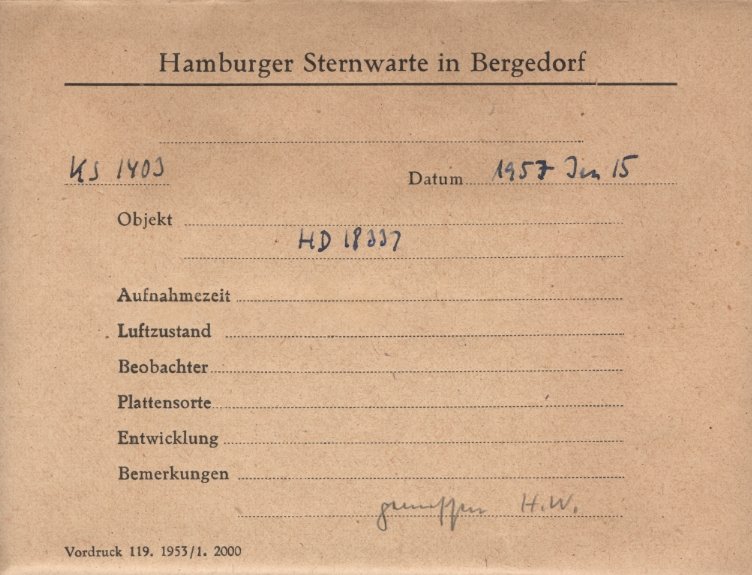 Hamburger Sternwarte in Bergedorf
KS 1403
Datum 1957 Jan 15
Objekt
HD 18337
Aufnahmezeit
Luftzustand
Beobachter
Plattensorte
Entwicklung
Bemerkungen
gemessen H.W.
Vordruck 119. 1953/1. 2000